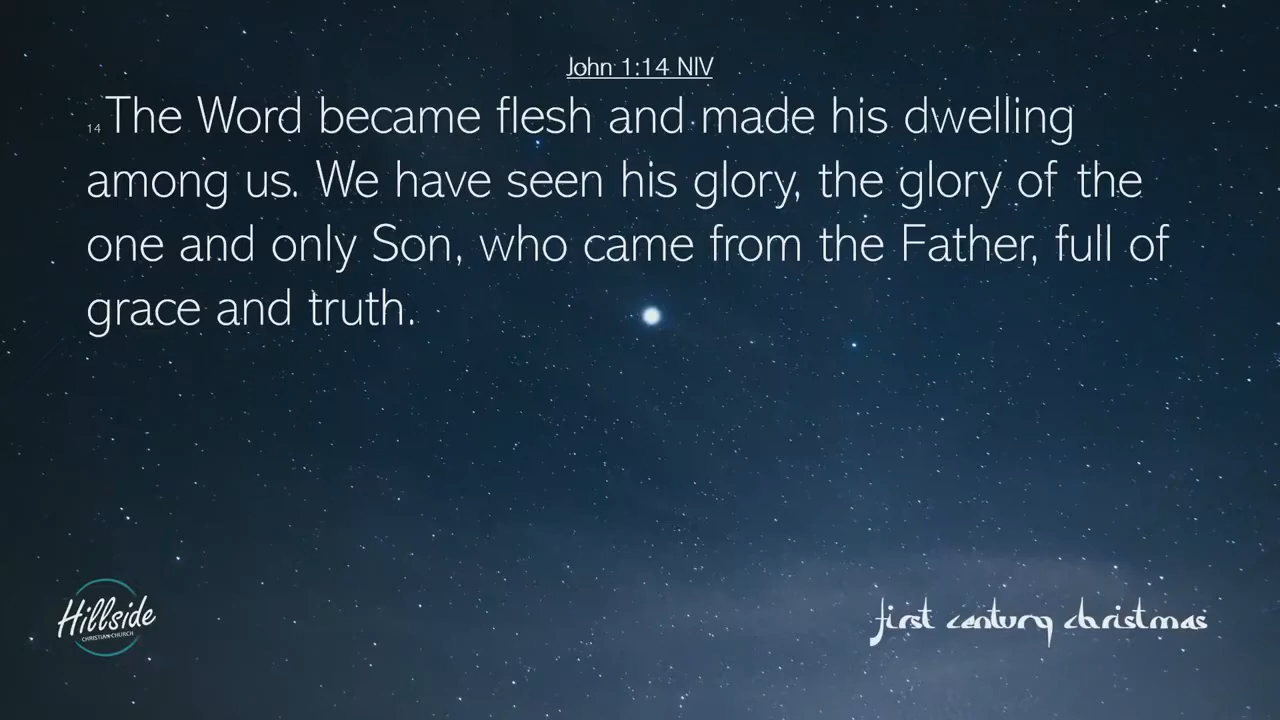 John 1:14 NIV
14 The Word became flesh and made his dwelling
among us. We have seen his glory, the glory of the
one and only Son, who came from the Father, full of
grace and truth.
Hillside
CHRISTIAN CHURCH
first century christmas